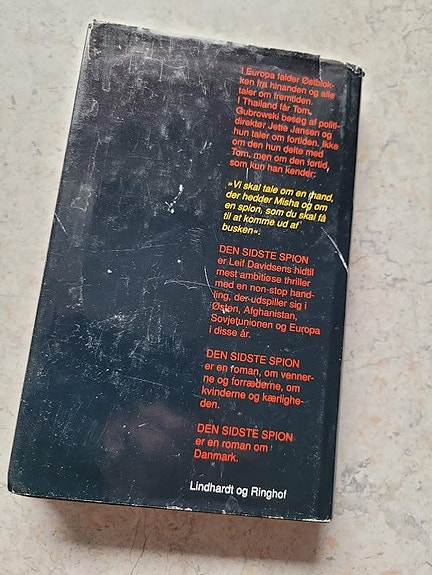 I Europa falder Østblok-
ken fra hinanden og alle
taler om fremtiden.
I Thailand får Tom
Gubrowski besøg af politi-
direktør Jette Jansen og
hun taler om fortiden. Ikke
om den hun delte med
Tom, men om den fortid,
som kun han kender:
»Vi skal tale om en mand,
der hedder Misha og om
en spion, som du skal få
til at komme ud af
busken«.
DEN SIDSTE SPION
er Leif Davidsens hidtil
mest ambitiøse thriller
med en non-stop hand-
ling, der udspiller sig i
Østen, Afghanistan,
Sovjetunionen og Europa
i disse år.
DEN SIDSTE SPION
er en roman, om venner-
ne og forræderne, om
kvinderne og kærlighe-
den.
DEN SIDSTE SPION
er en roman om
Danmark.
Lindhardt og Ringhof